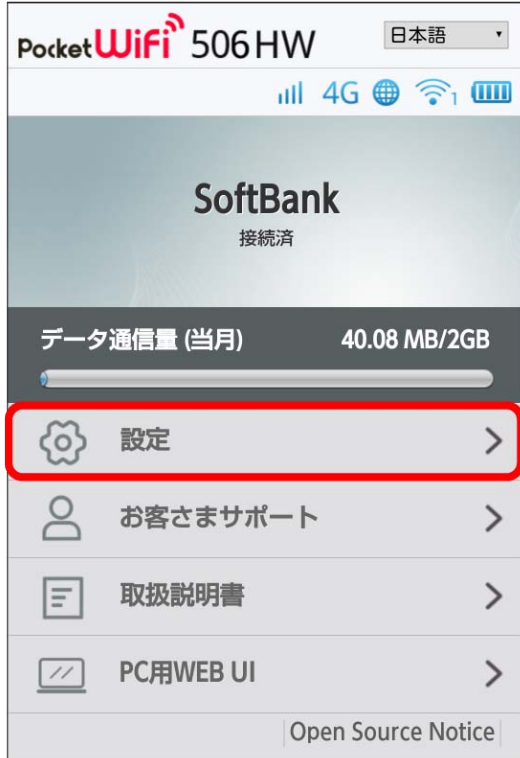 Pocket WiFi 506HW
日本語
4G 1
SoftBank
接続済
データ通信量 (当月) 40.08 MB/2GB
設定
お客さまサポート
取扱説明書
PC用WEB UI
Open Source Notice